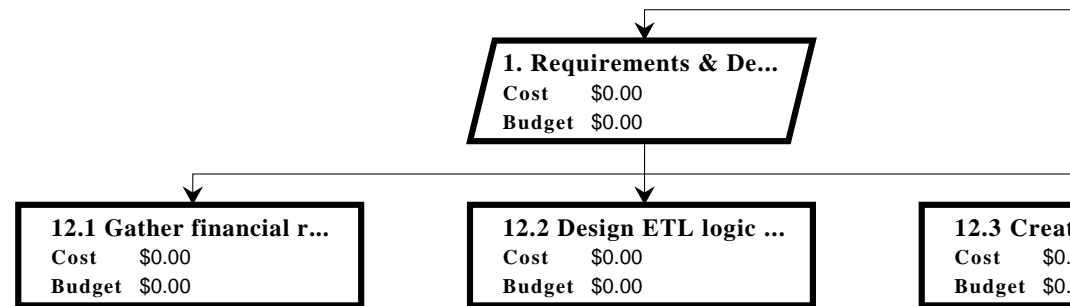 1. Requirements & De...
Cost $0.00
Budget $0.00
12.1 Gather financial r...
Cost $0.00
Budget $0.00
12.2 Design ETL logic ...
Cost $0.00
Budget $0.00
12.3 Creat
Cost $0.
Budget $0.